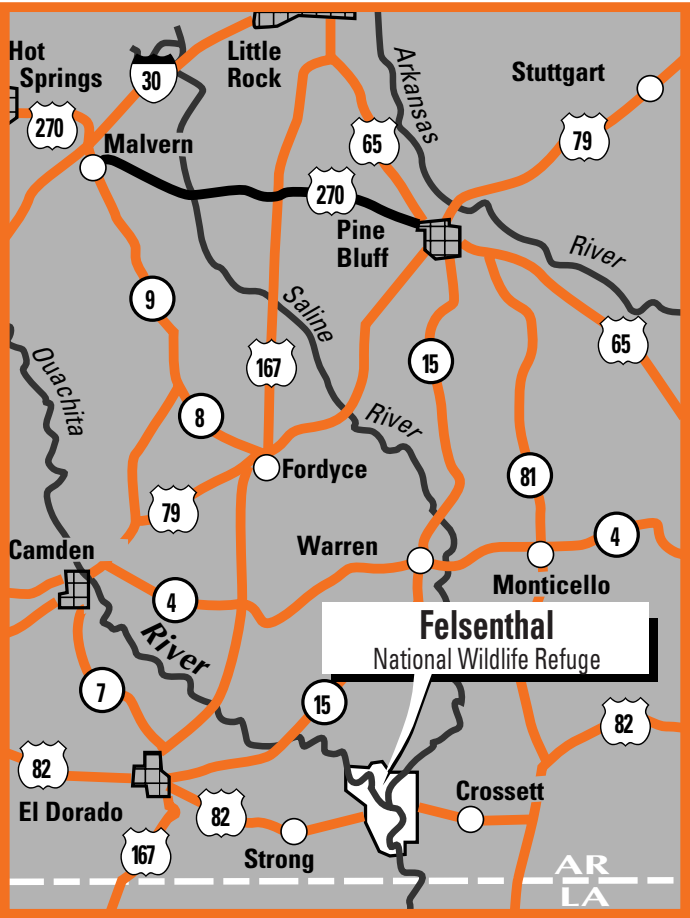 Hot
Springs
30
Little
Rock
Arkansas
Stuttgart
270
Malvern
65
79
270
Pine
Bluff
River
9
Saline
15
65
Ouachita
167
8
River
Fordyce
81
79
Camden
Warren
4
Monticello
4
River
Felsenthal
National Wildlife Refuge
7
15
82
82
El Dorado
82
Crossett
167
Strong
AR
LA